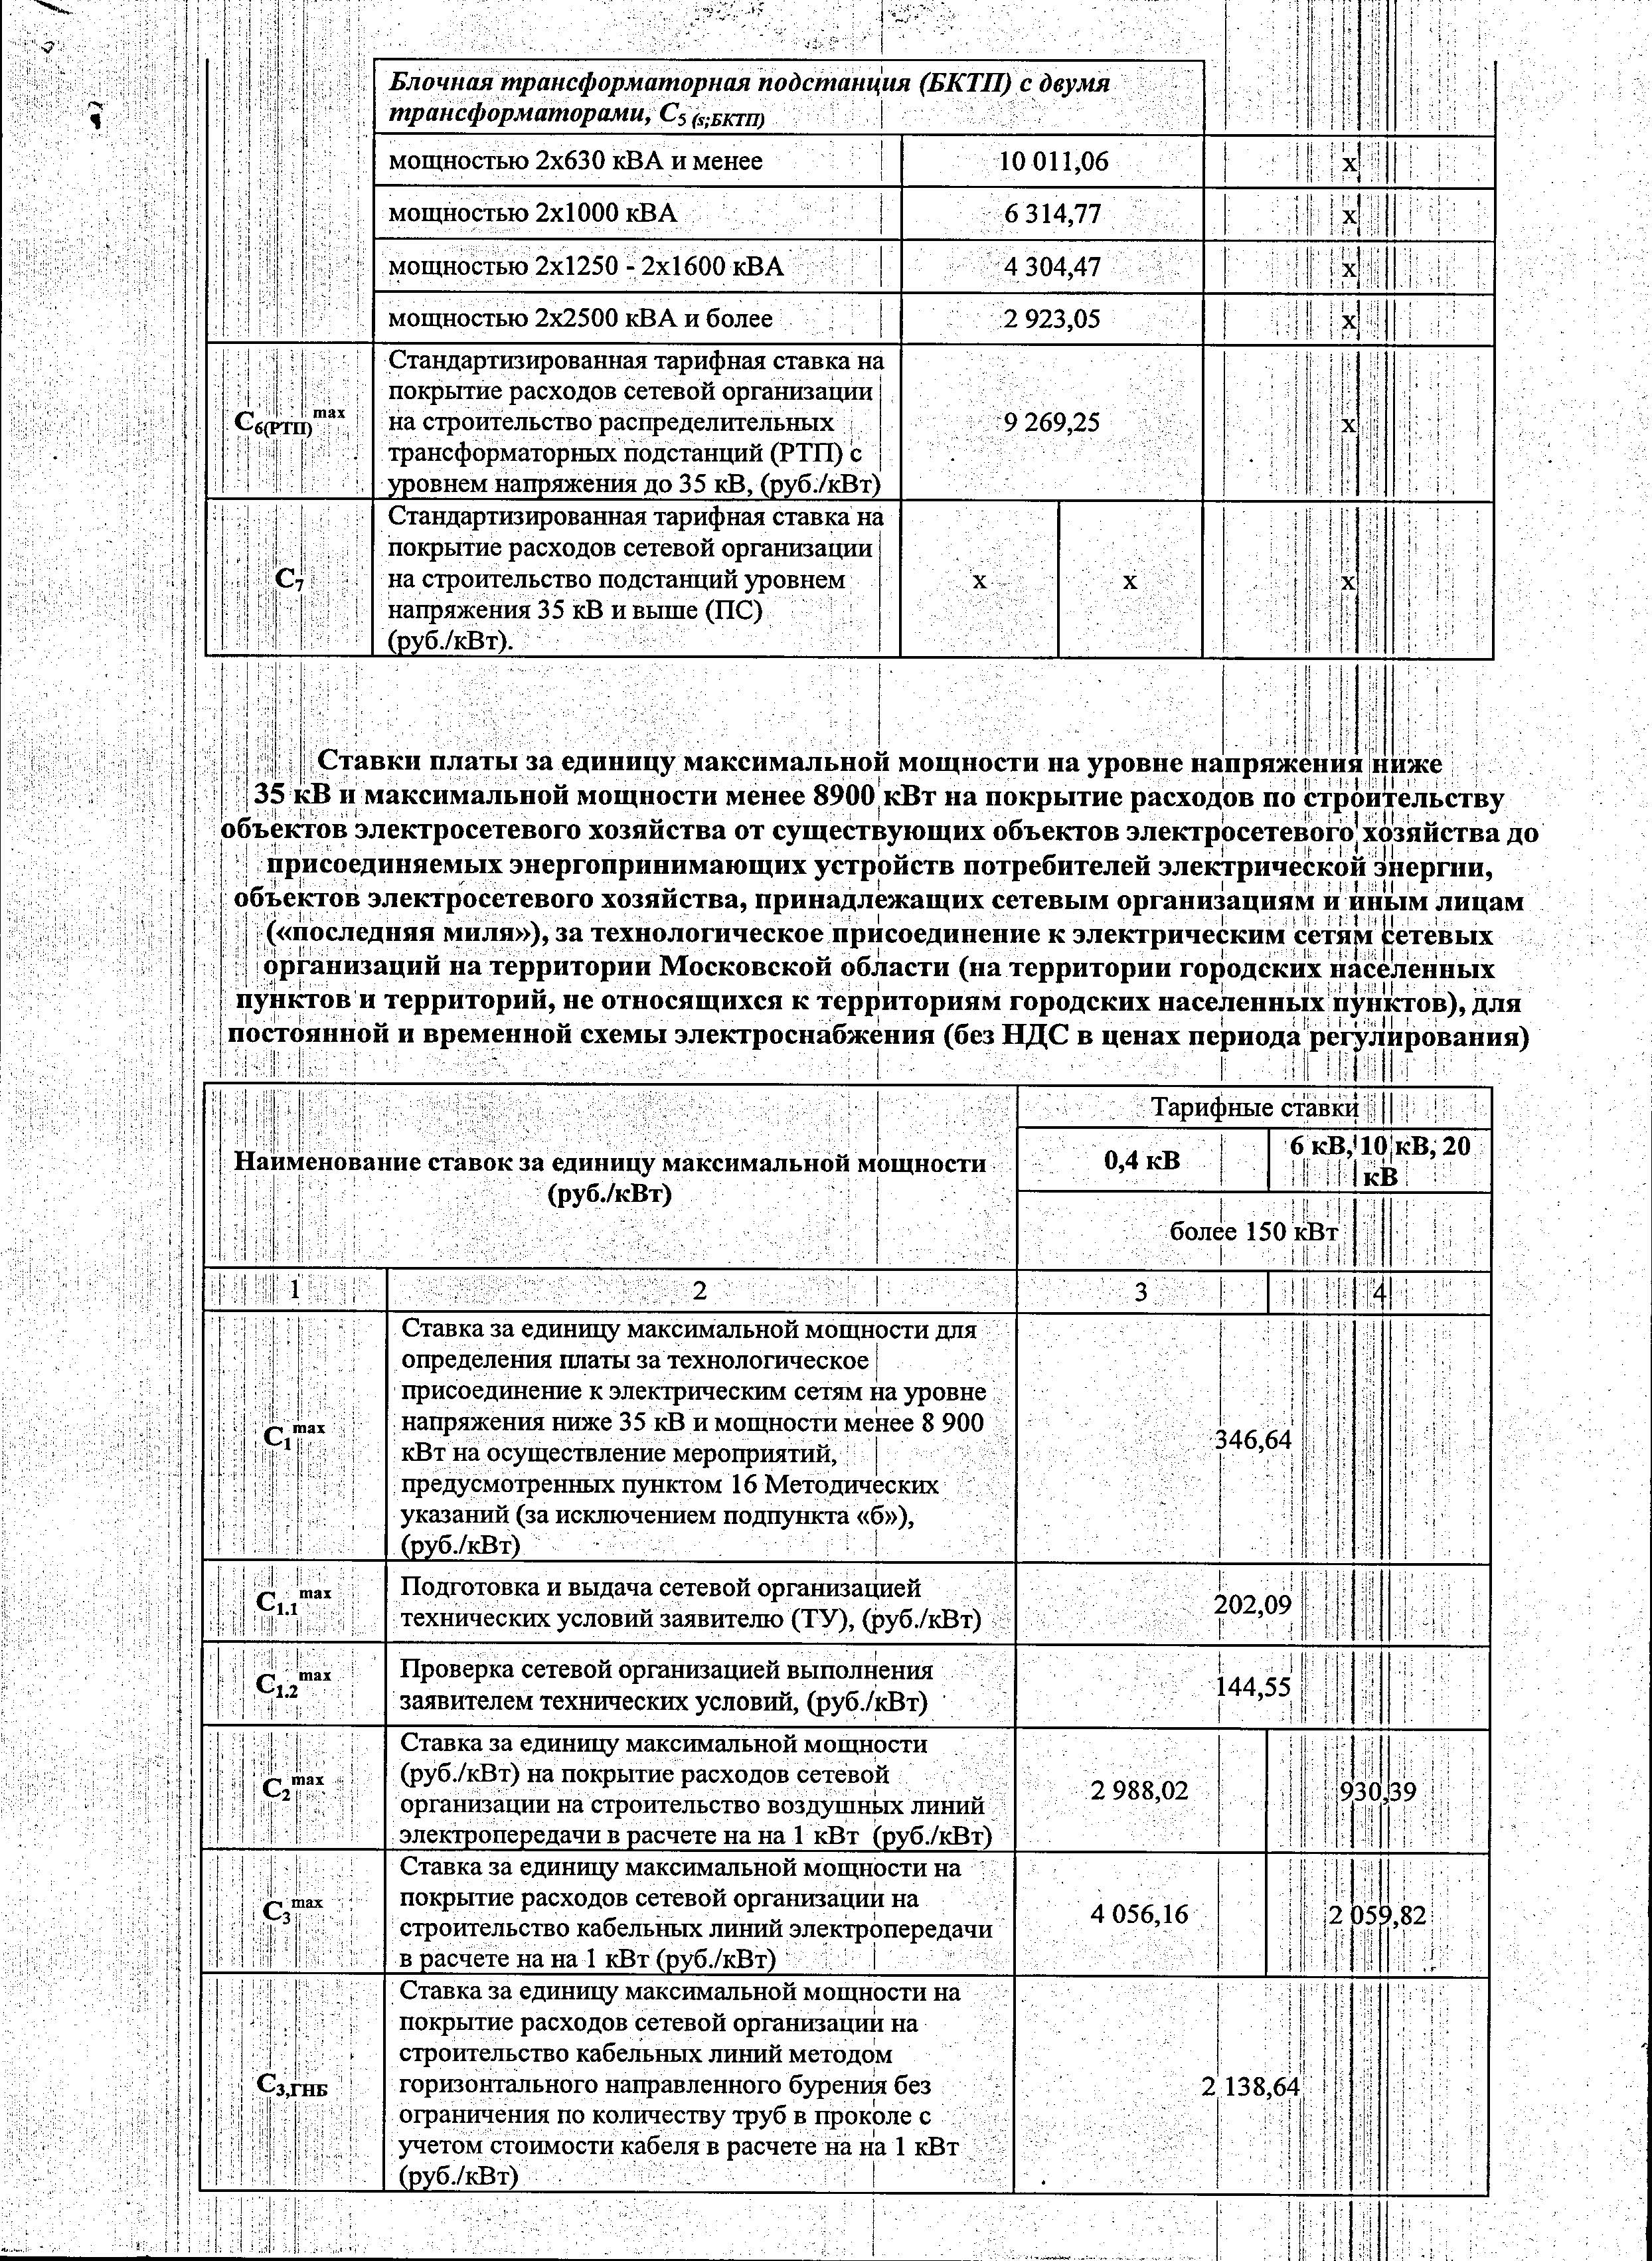 Блочная трансформаторная подстанция (БКТП) с двумя
трансформаторами, С5 (s;БКТП)
мощностью 2х630 кВА и менее 10 011,06 х
мощностью 2х1000 кВА 6 314,77 х
мощностью 2х1250 - 2х1600 кВА 4 304,47 х
мощностью 2х2500 кВА и более 2 923,05 х
С6(РТП)max
Стандартизированная тарифная ставка на
покрытие расходов сетевой организации
на строительство распределительных
трансформаторных подстанций (РТП) с
уровнем напряжения до 35 кВ, (руб./кВт)
9 269,25 х
С7
Стандартизированная тарифная ставка на
покрытие расходов сетевой организации
на строительство подстанций уровнем
напряжения 35 кВ и выше (ПС)
(руб./кВт).
х х х
Ставки платы за единицу максимальной мощности на уровне напряжения ниже
35 кВ и максимальной мощности менее 8900 кВт на покрытие расходов по строительству
объектов электросетевого хозяйства от существующих объектов электросетевого хозяйства до
присоединяемых энергопринимающих устройств потребителей электрической энергии,
объектов электросетевого хозяйства, принадлежащих сетевым организациям и иным лицам
(«последняя миля»), за технологическое присоединение к электрическим сетям сетевых
организаций на территории Московской области (на территории городских населенных
пунктов и территорий, не относящихся к территориям городских населенных пунктов), для
постоянной и временной схемы электроснабжения (без НДС в ценах периода регулирования)
Наименование ставок за единицу максимальной мощности
(руб./кВт)
Тарифные ставки
0,4 кВ
6 кВ, 10 кВ, 20
кВ
более 150 кВт
1 2 3 4
С1max
Ставка за единицу максимальной мощности для
определения платы за технологическое
присоединение к электрическим сетям на уровне
напряжения ниже 35 кВ и мощности менее 8 900
кВт на осуществление мероприятий,
предусмотренных пунктом 16 Методических
указаний (за исключением подпункта «б»),
(руб./кВт)
346,64
С1.1max
Подготовка и выдача сетевой организацией
технических условий заявителю (ТУ), (руб./кВт)
202,09
С1.2max
Проверка сетевой организацией выполнения
заявителем технических условий, (руб./кВт)
144,55
С2max
Ставка за единицу максимальной мощности
(руб./кВт) на покрытие расходов сетевой
организации на строительство воздушных линий
электропередачи в расчете на на 1 кВт (руб./кВт)
2 988,02 930,39
С3max
Ставка за единицу максимальной мощности на
покрытие расходов сетевой организации на
строительство кабельных линий электропередачи
в расчете на на 1 кВт (руб./кВт)
4 056,16 2 059,82
С3,ГНБ
Ставка за единицу максимальной мощности на
покрытие расходов сетевой организации на
строительство кабельных линий методом
горизонтального направленного бурения без
ограничения по количеству труб в проколе с
учетом стоимости кабеля в расчете на на 1 кВт
(руб./кВт)
2 138,64